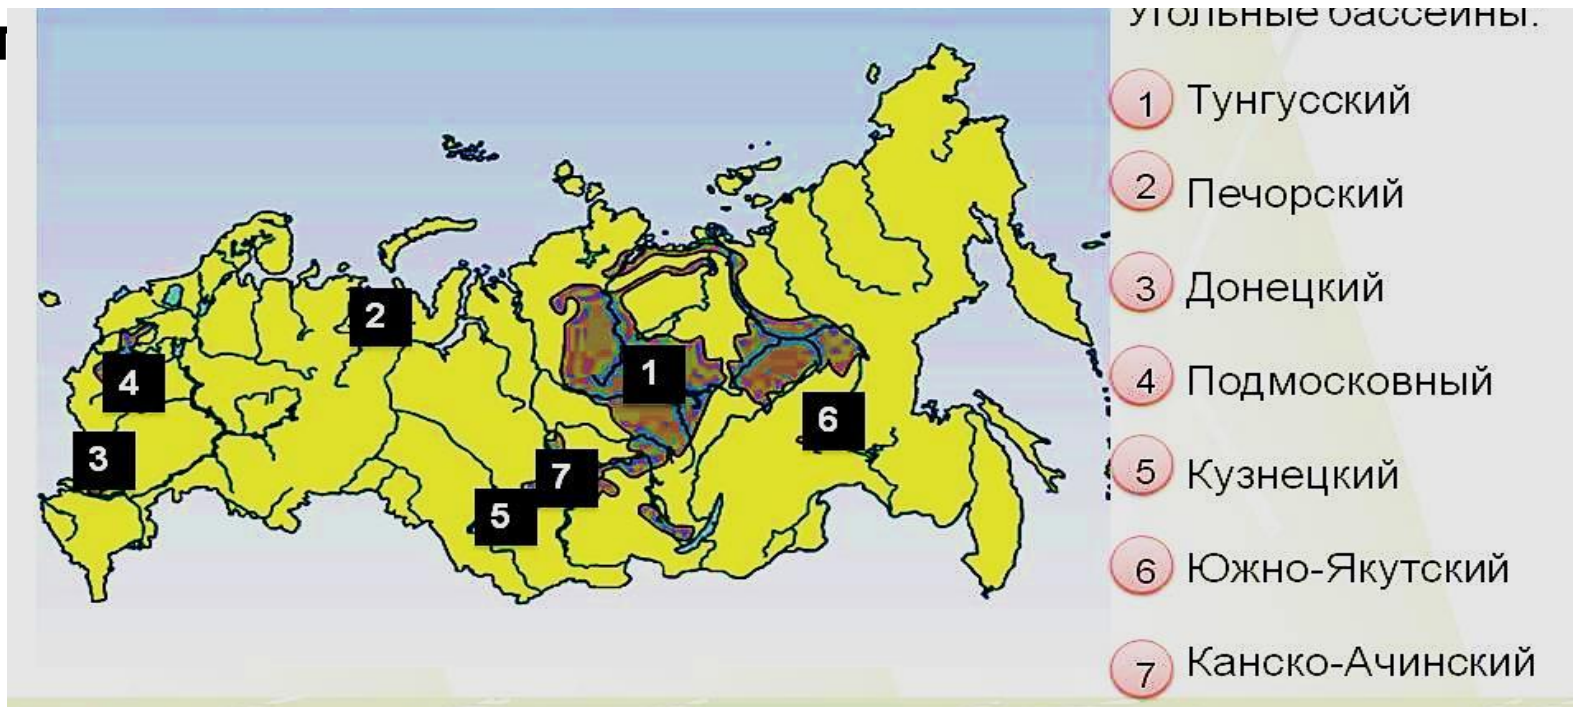 Угольные бассейны:
1 Тунгусский
2 Печорский
3 Донецкий
4 Подмосковный
5 Кузнецкий
6 Южно-Якутский
7 Канско-Ачинский
2
1
4
6
3
7
5